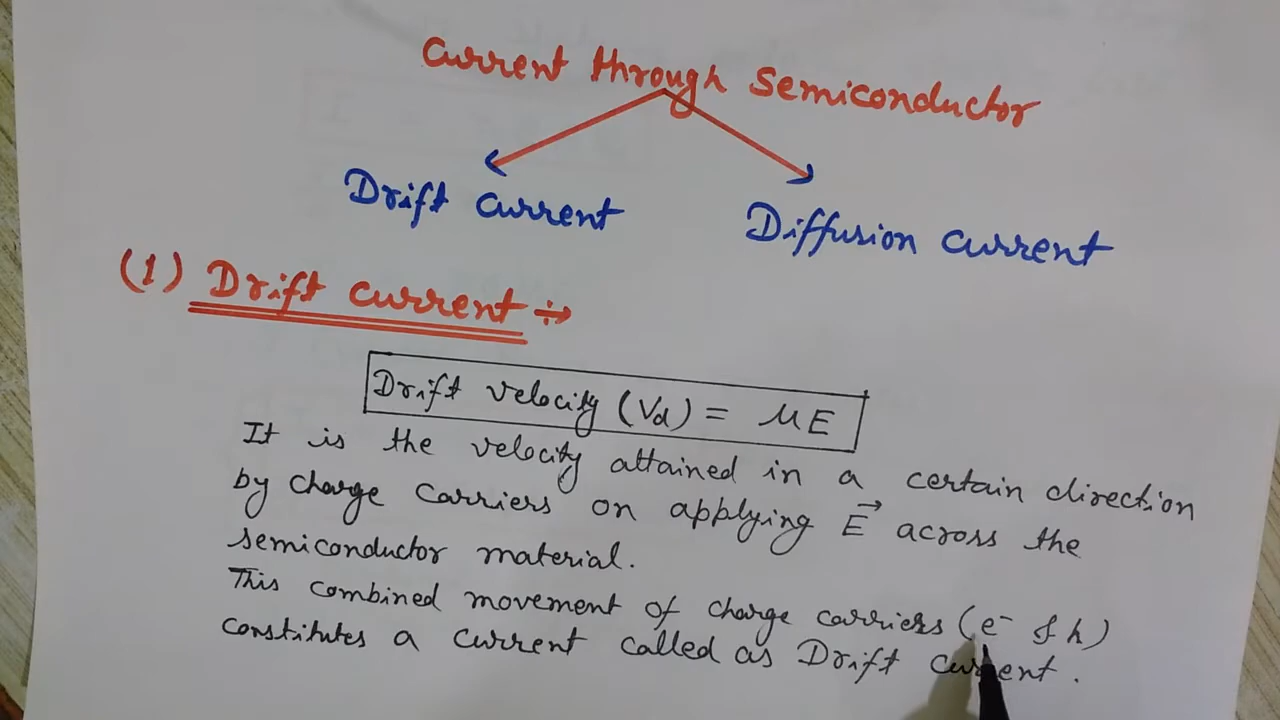 Current through Semiconductor
Drift Current
Diffusion Current
(1) Drift Current ÷
Drift Velocity (Vd) = μE
It is the velocity attained in a certain direction
by charge carriers on applying E→ across the
semiconductor material.
This combined movement of charge carriers (e- & h)
constitutes a current called as Drift Current.